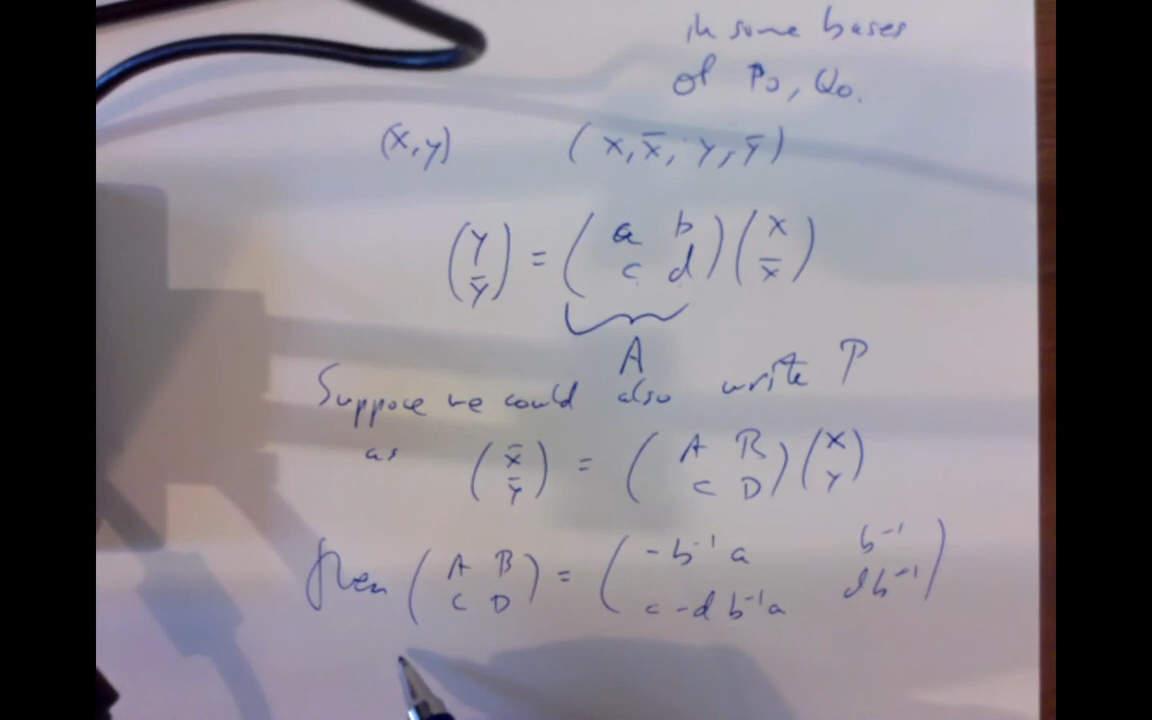 in some bases
of P₀, Q₀.
(x, y) (x, x̄, y, ȳ)
(y ȳ) = (a b c d)(x x̄)
A
Suppose we could also write P
as (x̄ ȳ) = (A B C D)(x y)
then (A B C D) = (-b⁻¹a b⁻¹ c-db⁻¹a db⁻¹)